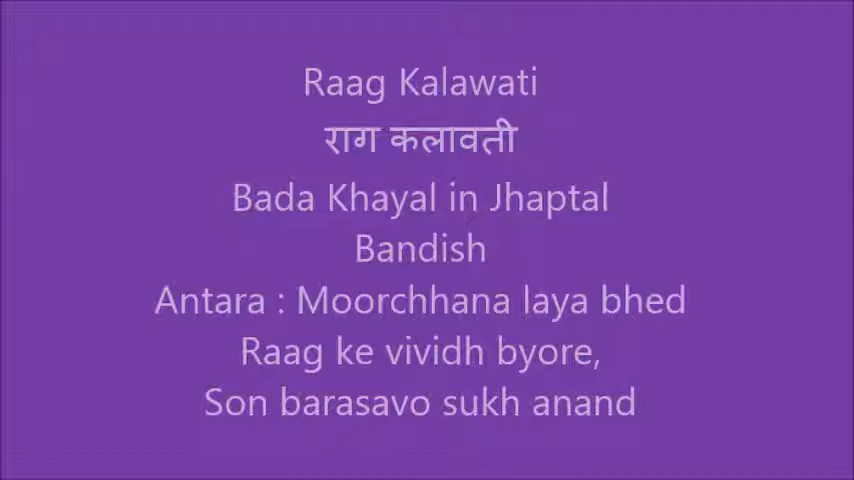 Raag Kalawati
राग कलावती
Bada Khayal in Jhaptal
Bandish
Antara : Moorchhana laya bhed
Raag ke vividh byore,
Son barasavo sukh anand